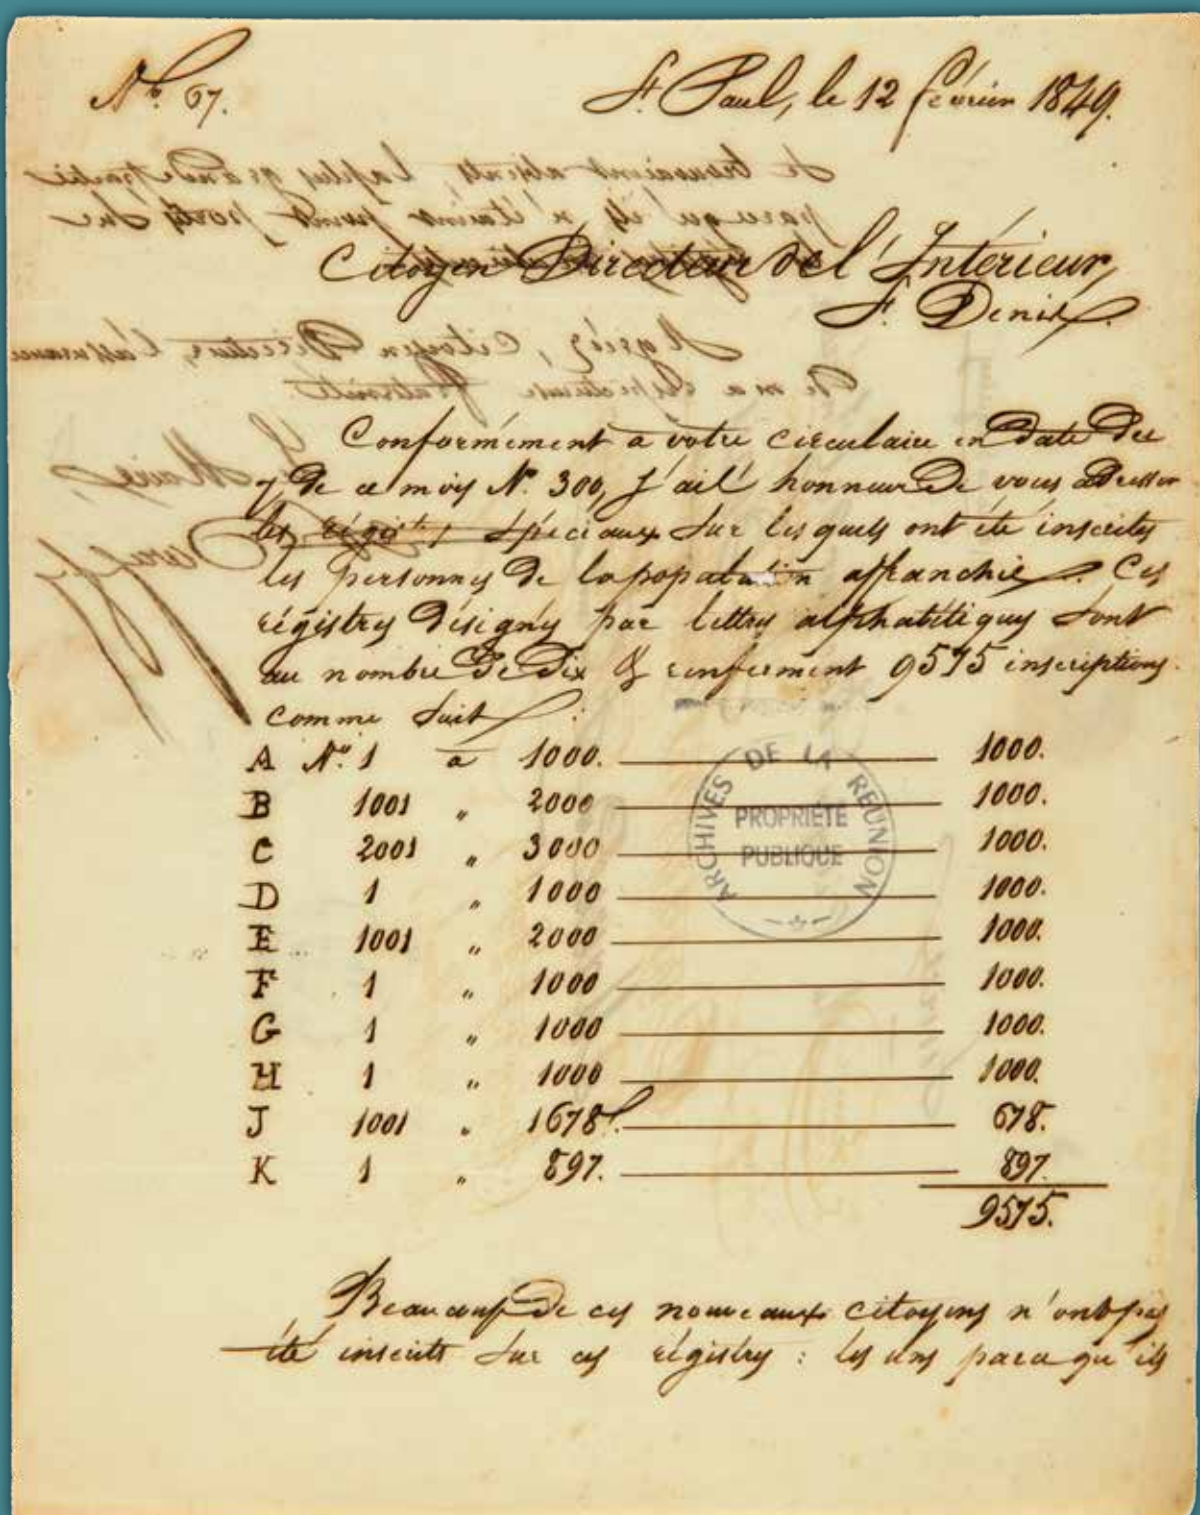 N.º 67.
St. Paul, le 12 février 1849.
Citoyen Directeur de l'Intérieur,
St. Denis.
Conformément à votre circulaire en date du
7 de ce mois N.º 300, j'ai l'honneur de vous adresser
les régist. spéciaux sur lesquels ont été inscrites
les personnes de la population affranchie. Ces
régistres désignés par lettres alphabétiques sont
au nombre de dix & renferment 9575 inscriptions
comme suit :
A N.º 1 à 1000. 1000.
B 1001 " 2000 1000.
C 2001 " 3000 1000.
D 1 " 1000 1000.
E 1001 " 2000 1000.
F 1 " 1000 1000.
G 1 " 1000 1000.
H 1 " 1000 1000.
J 1001 " 1678. 678.
K 1 " 897. 897.
9575.
ARCHIVES DE LA REUNION
PROPRIÉTÉ
PUBLIQUE
Beaucoup de ces nouveaux citoyens n'ont pas
été inscrits sur ces régistres : les uns parce qu'ils